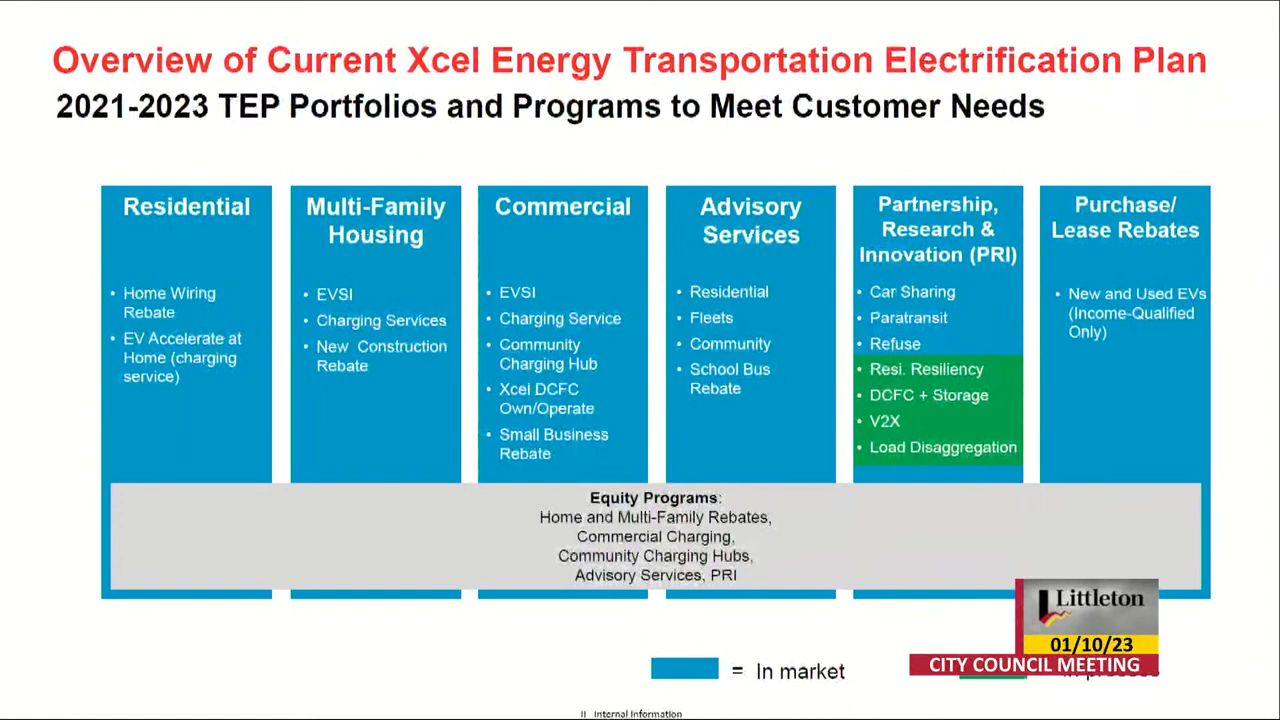 Overview of Current Xcel Energy Transportation Electrification Plan
2021-2023 TEP Portfolios and Programs to Meet Customer Needs
Residential
• Home Wiring
Rebate
• EV Accelerate at
Home (charging
service)
Multi-Family
Housing
• EVSI
• Charging Services
• New Construction
Rebate
Commercial
• EVSI
• Charging Service
• Community
Charging Hub
• Xcel DCFC
Own/Operate
• Small Business
Rebate
Advisory
Services
• Residential
• Fleets
• Community
• School Bus
Rebate
Partnership,
Research &
Innovation (PRI)
• Car Sharing
• Paratransit
• Refuse
• Resi. Resiliency
• DCFC + Storage
• V2X
• Load Disaggregation
Purchase/
Lease Rebates
• New and Used EVs
(Income-Qualified
Only)
Equity Programs:
Home and Multi-Family Rebates,
Commercial Charging,
Community Charging Hubs,
Advisory Services, PRI
= In market
Littleton
01/10/23
CITY COUNCIL MEETING
Internal Information